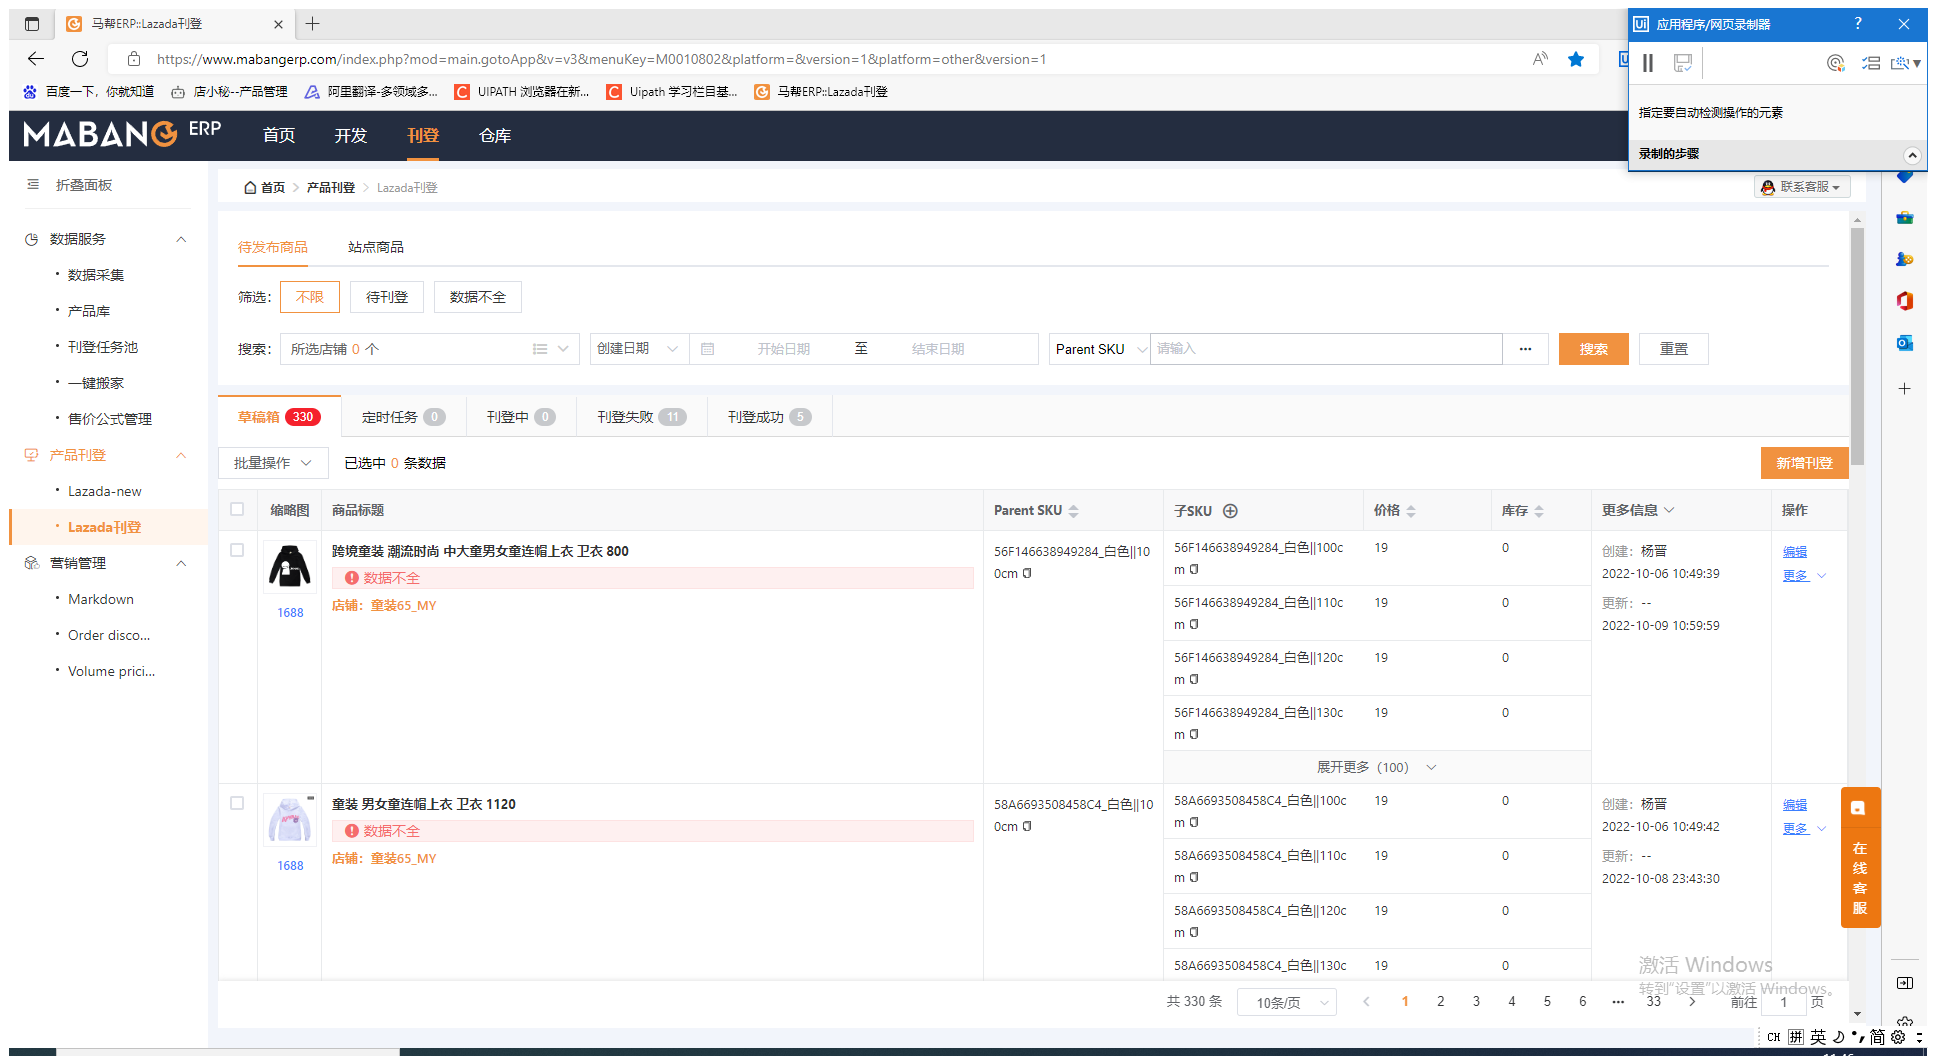 马帮ERP::Lazada刊登
应用程序/网页录制器
https://www.mabangerp.com/index.php?mod=main.gotoApp&v=v3&menuKey=M0010802&platform=&version=1&platform=other&version=1
百度一下，你就知道
店小秘--产品管理
阿里翻译-多领域多...
UIPATH 浏览器在新...
Uipath 学习栏目基...
马帮ERP::Lazada刊登
指定要自动检测操作的元素
录制的步骤
MABANG ERP
首页
开发
刊登
仓库
折叠面板
首页 > 产品刊登 > Lazada刊登
联系客服
数据服务
数据采集
产品库
刊登任务池
一键搬家
售价公式管理
产品刊登
Lazada-new
Lazada刊登
营销管理
Markdown
Order disco...
Volume prici...
待发布商品
站点商品
筛选： 不限 待刊登 数据不全
搜索： 所选店铺 0 个 创建日期 开始日期 至 结束日期 Parent SKU 请输入 ··· 搜索 重置
草稿箱 330 定时任务 0 刊登中 0 刊登失败 11 刊登成功 5
批量操作 已选中 0 条数据 新增刊登
缩略图 商品标题 Parent SKU 子SKU 价格 库存 更多信息 操作
跨境童装 潮流时尚 中大童男女童连帽上衣 卫衣 800
数据不全
店铺：童装65_MY
1688
56F146638949284_白色||10
0cm
56F146638949284_白色||100c
m
19 0
56F146638949284_白色||110c
m
19 0
56F146638949284_白色||120c
m
19 0
56F146638949284_白色||130c
m
19 0
展开更多（100）
创建：杨晋
2022-10-06 10:49:39
更新：--
2022-10-09 10:59:59
编辑
更多
童装 男女童连帽上衣 卫衣 1120
数据不全
店铺：童装65_MY
1688
58A6693508458C4_白色||10
0cm
58A6693508458C4_白色||100c
m
19 0
58A6693508458C4_白色||110c
m
19 0
58A6693508458C4_白色||120c
m
19 0
58A6693508458C4_白色||130c
19 0
创建：杨晋
2022-10-06 10:49:42
更新：--
2022-10-08 23:43:30
编辑
更多
在线客服
激活 Windows
转到"设置"以激活 Windows。
共 330 条 10条/页 1 2 3 4 5 6 ··· 33 前往 1 页
CH 拼 英 简